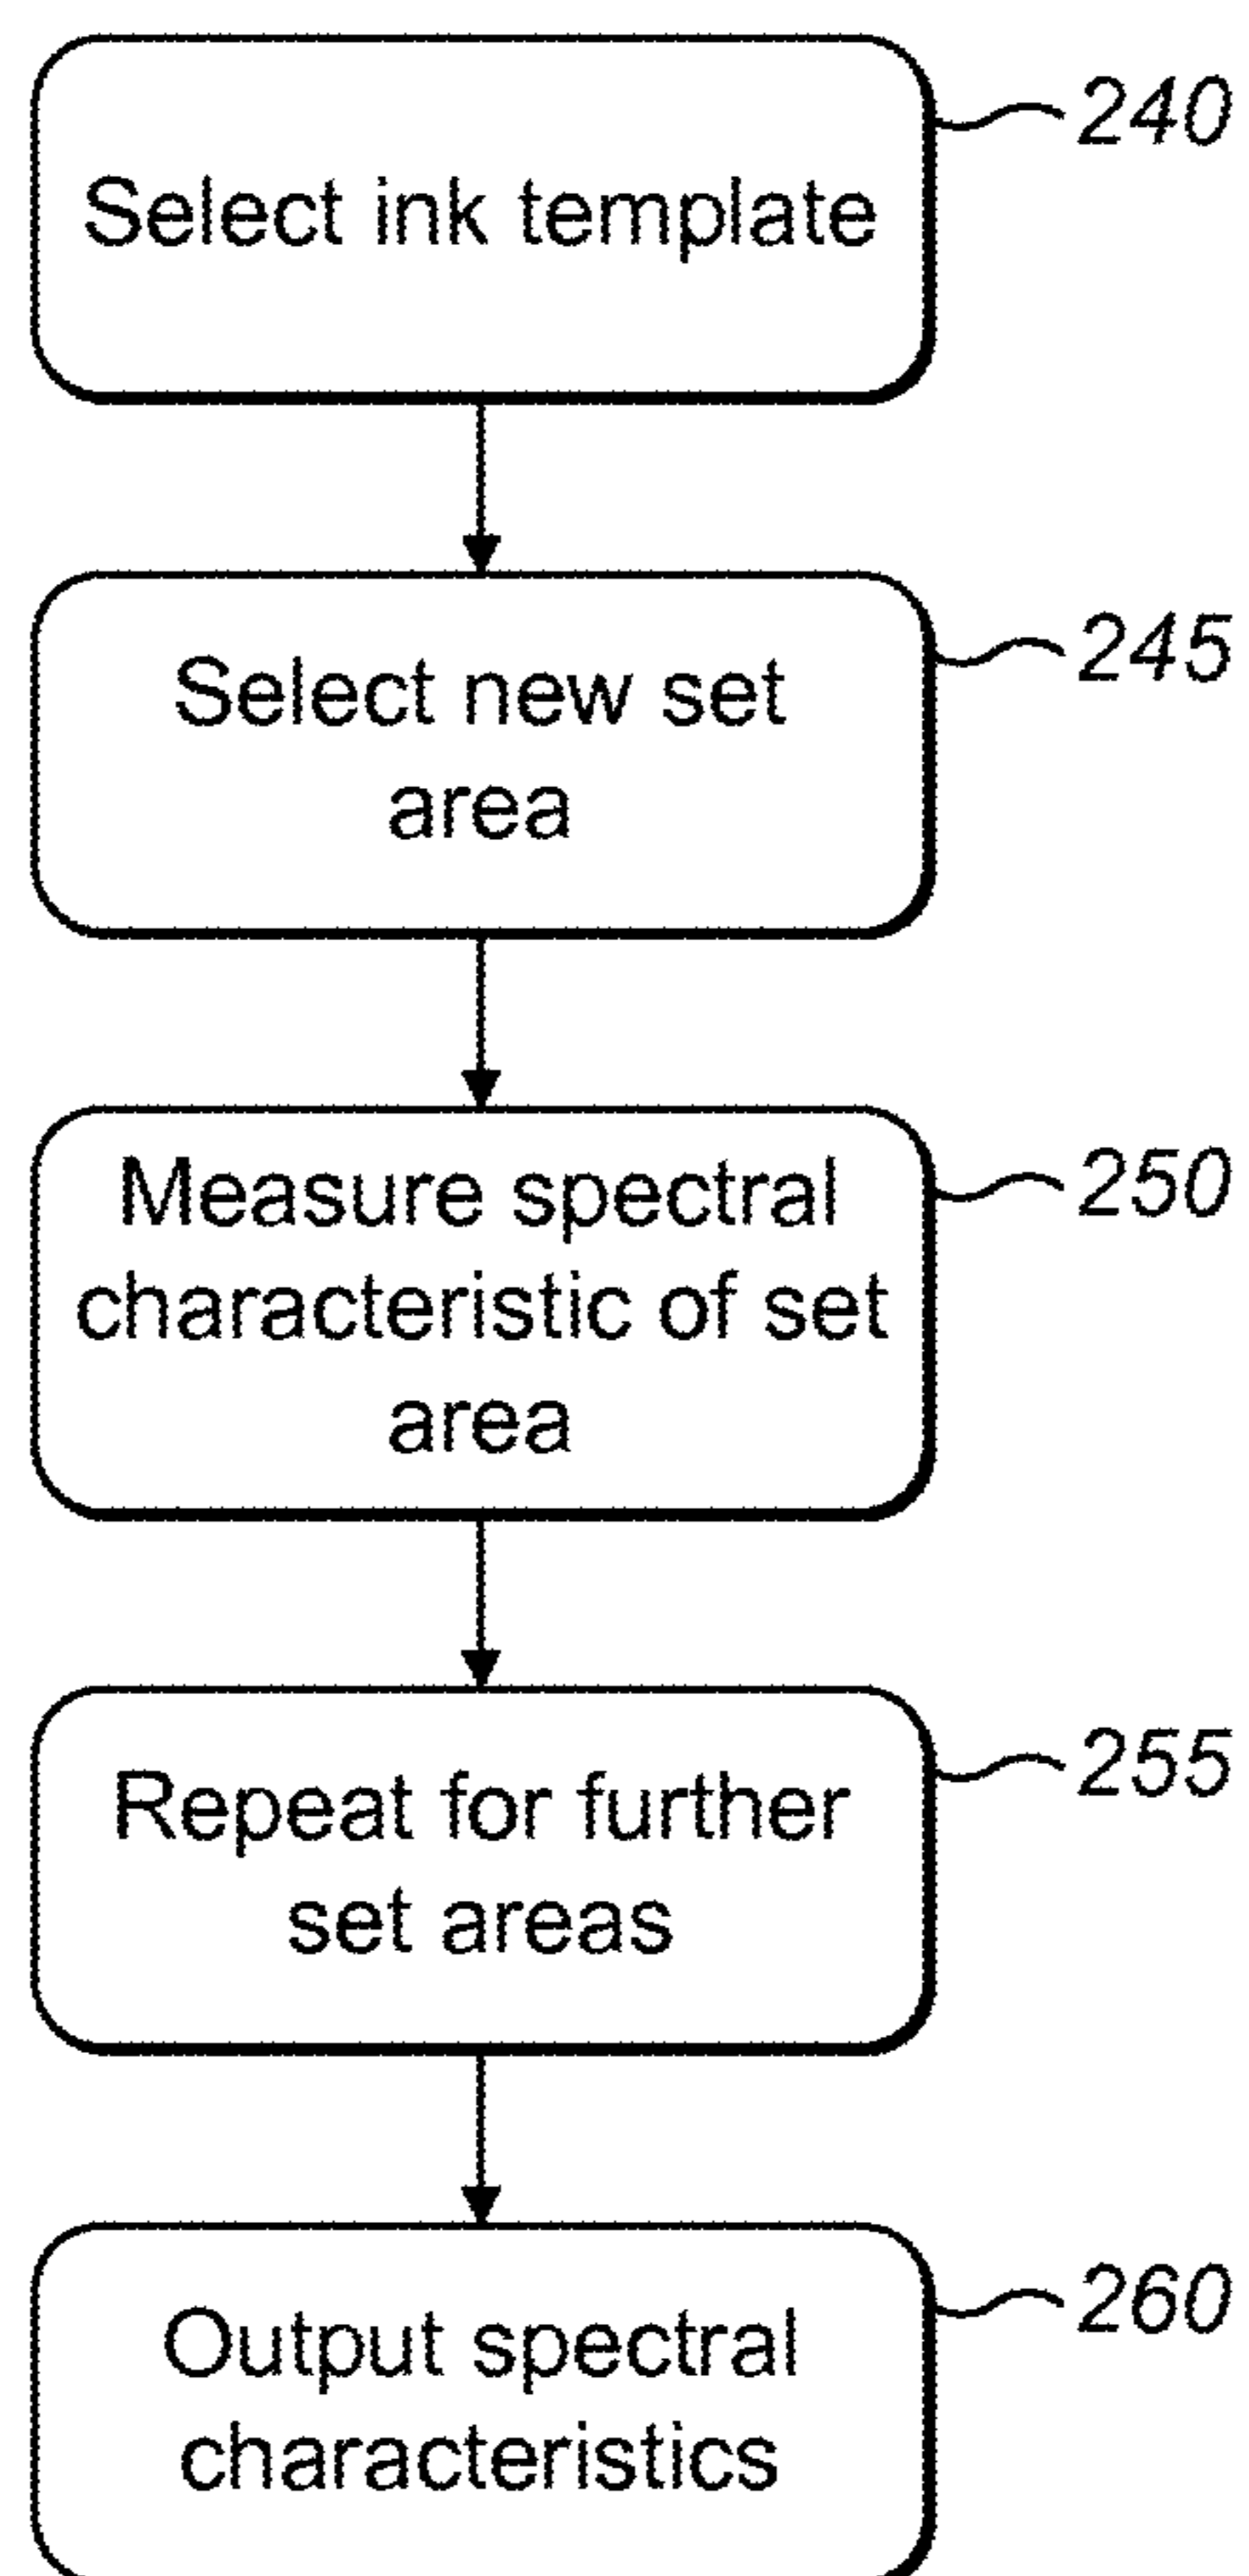 240
Select ink template
245
Select new set
area
250
Measure spectral
characteristic of set
area
255
Repeat for further
set areas
260
Output spectral
characteristics